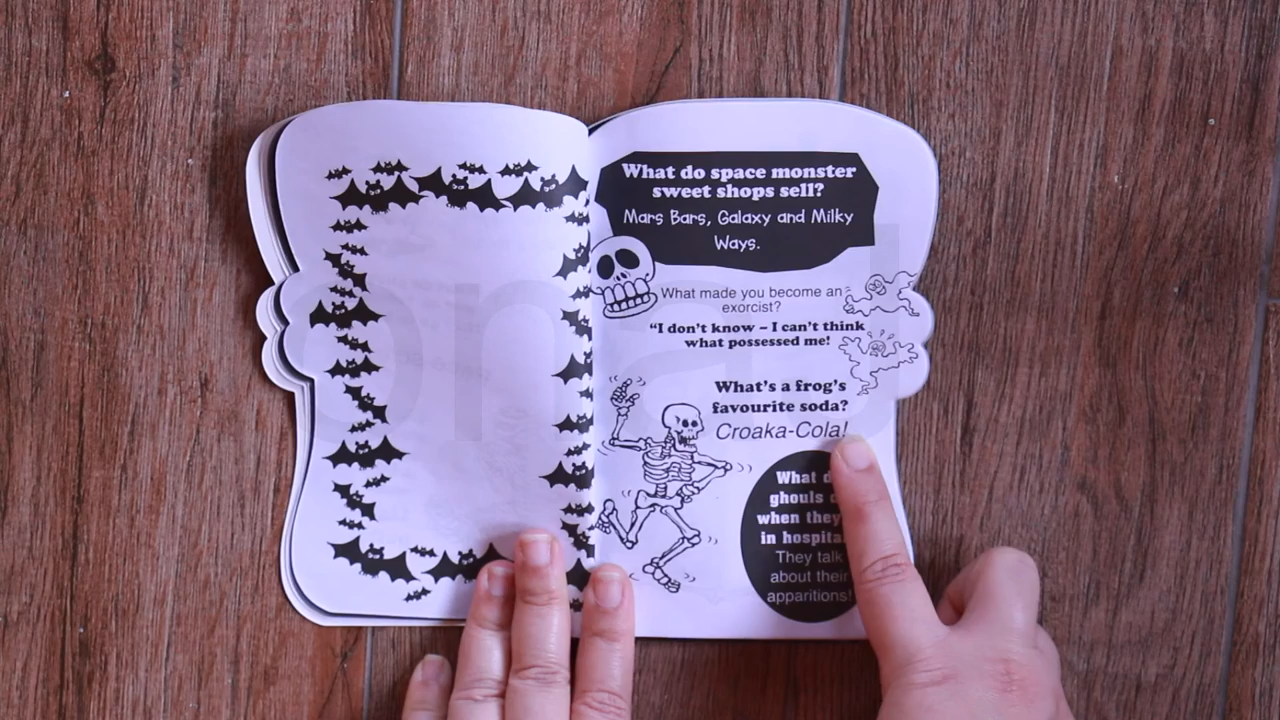 What do space monster
sweet shops sell?
Mars Bars, Galaxy and Milky
Ways.
What made you become an
exorcist?
"I don't know – I can't think
what possessed me!
What's a frog's
favourite soda?
Croaka-Cola!
What
ghouls
when they
in hospital
They talk
about their
apparitions!